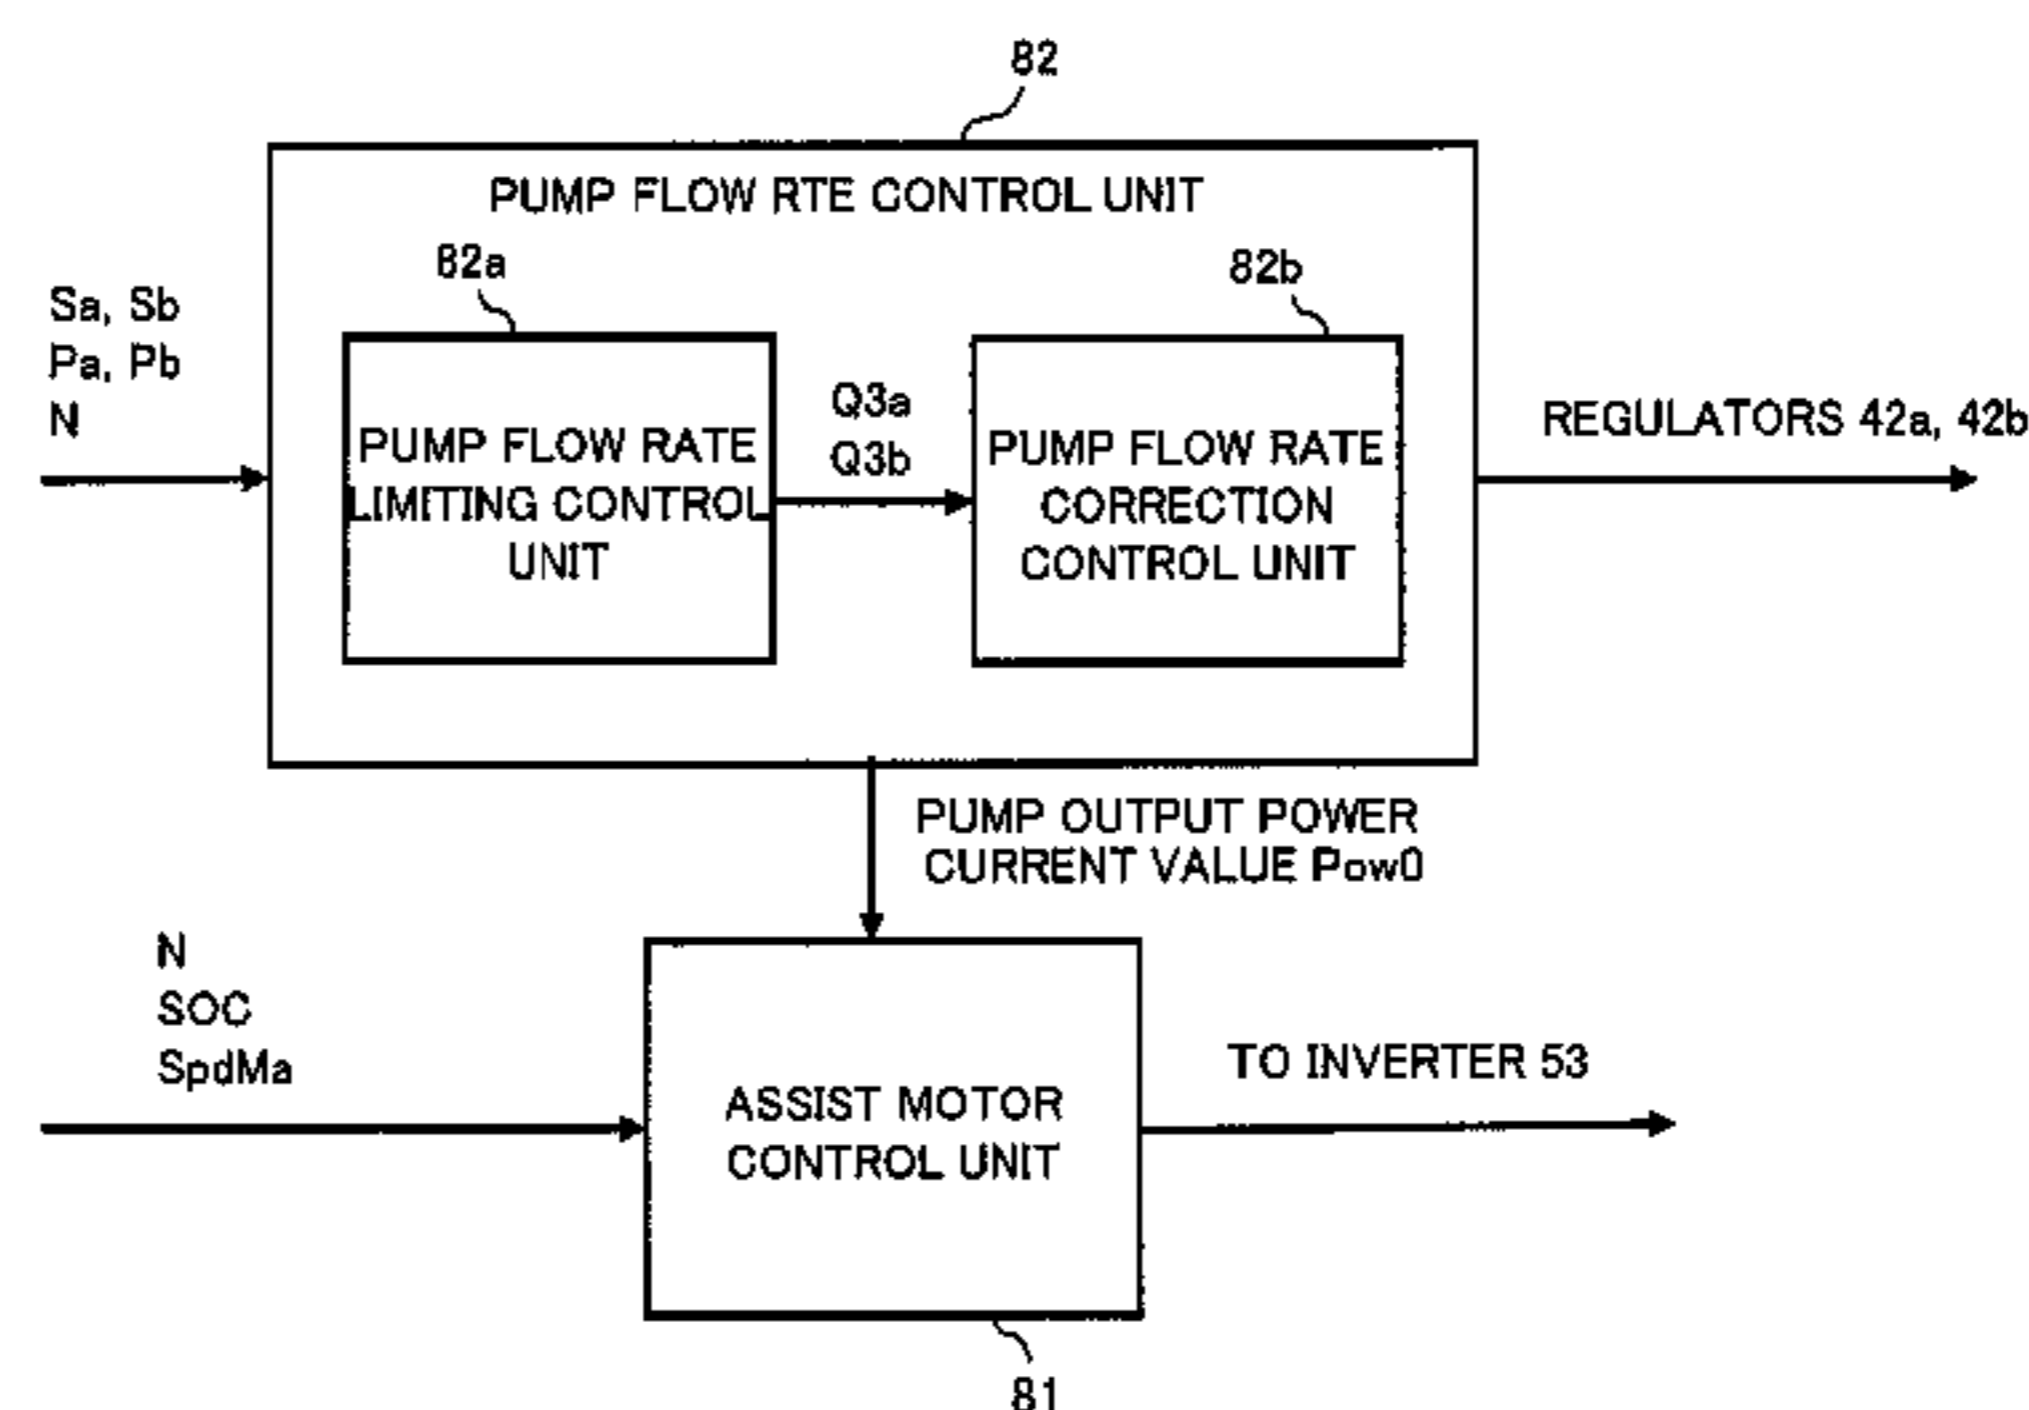 82
PUMP FLOW RTE CONTROL UNIT
82a
82b
Sa, Sb
Pa, Pb
N
PUMP FLOW RATE
LIMITING CONTROL
UNIT
Q3a
Q3b
PUMP FLOW RATE
CORRECTION
CONTROL UNIT
REGULATORS 42a, 42b
PUMP OUTPUT POWER
CURRENT VALUE Pow0
N
SOC
SpdMa
ASSIST MOTOR
CONTROL UNIT
TO INVERTER 53
81